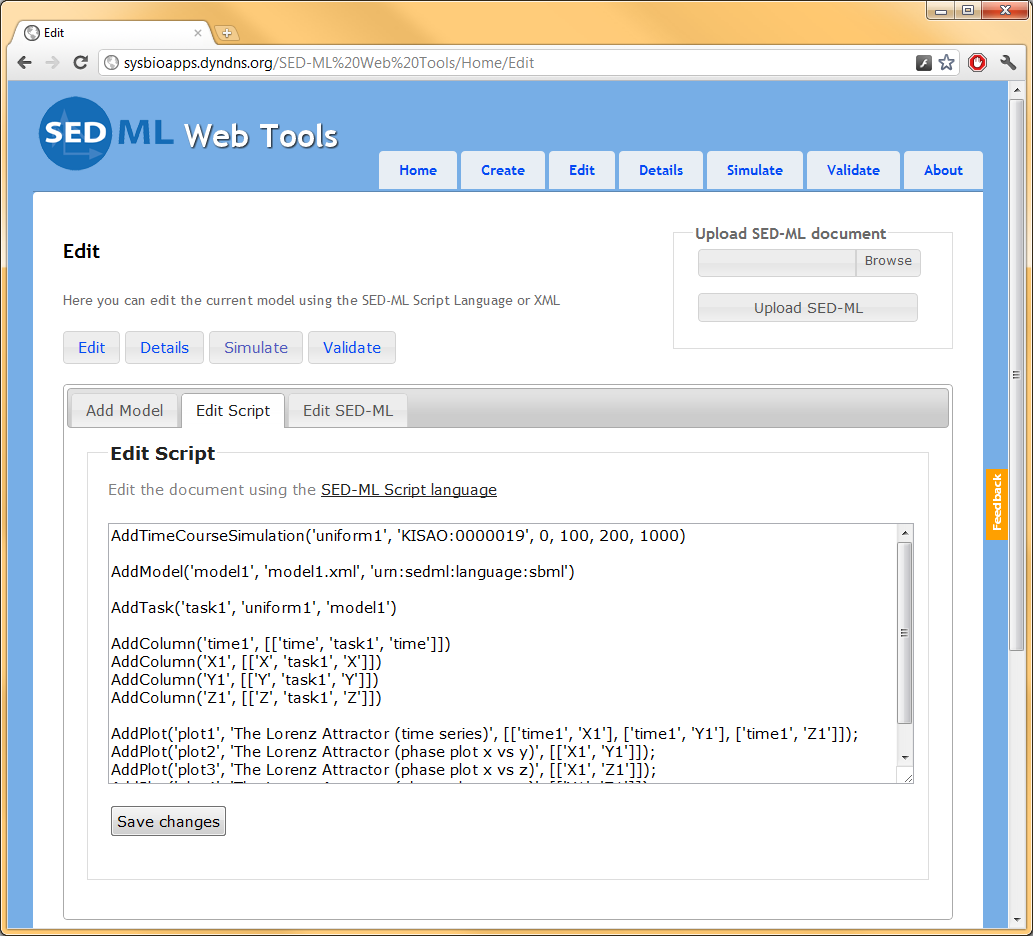 Edit
sysbioapps.dyndns.org/SED-ML%20Web%20Tools/Home/Edit
SED ML Web Tools
Home Create Edit Details Simulate Validate About
Upload SED-ML document
Browse
Upload SED-ML
Edit
Here you can edit the current model using the SED-ML Script Language or XML
Edit Details Simulate Validate
Add Model Edit Script Edit SED-ML
Edit Script
Edit the document using the SED-ML Script language
AddTimeCourseSimulation('uniform1', 'KISAO:0000019', 0, 100, 200, 1000)
AddModel('model1', 'model1.xml', 'urn:sedml:language:sbml')
AddTask('task1', 'uniform1', 'model1')
AddColumn('time1', [['time', 'task1', 'time']])
AddColumn('X1', [['X', 'task1', 'X']])
AddColumn('Y1', [['Y', 'task1', 'Y']])
AddColumn('Z1', [['Z', 'task1', 'Z']])
AddPlot('plot1', 'The Lorenz Attractor (time series)', [['time1', 'X1'], ['time1', 'Y1'], ['time1', 'Z1']]);
AddPlot('plot2', 'The Lorenz Attractor (phase plot x vs y)', [['X1', 'Y1']]);
AddPlot('plot3', 'The Lorenz Attractor (phase plot x vs z)', [['X1', 'Z1']]);
Save changes
Feedback